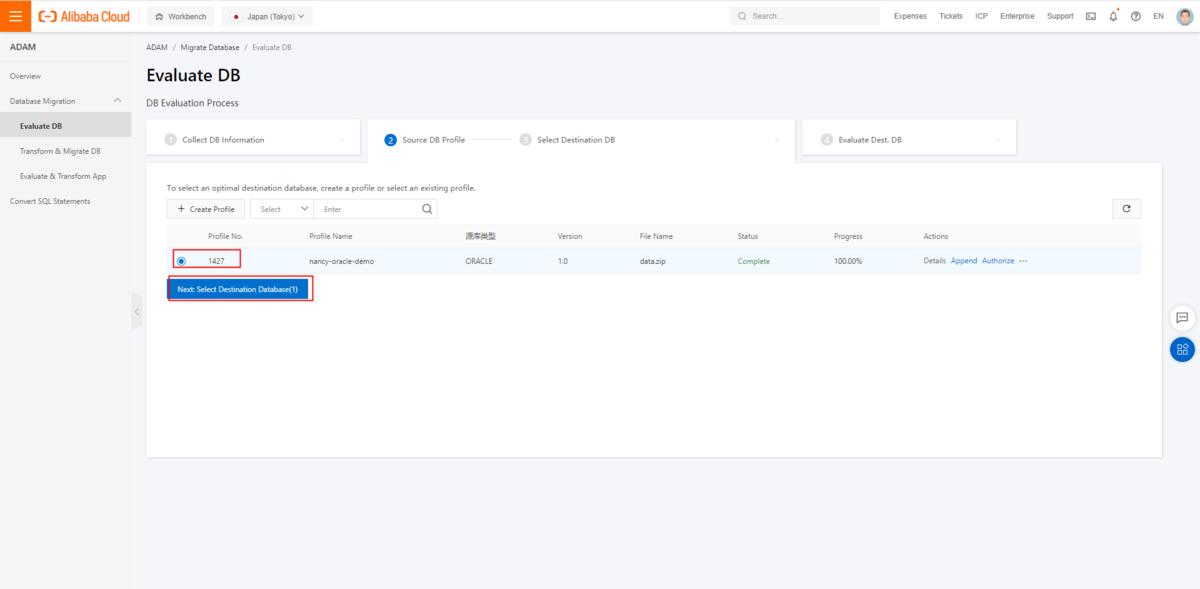 Alibaba Cloud Workbench Japan (Tokyo) Search... Expenses Tickets ICP Enterprise Support EN
ADAM
Overview
Database Migration
Evaluate DB
Transform & Migrate DB
Evaluate & Transform App
Convert SQL Statements
ADAM / Migrate Database / Evaluate DB
Evaluate DB
DB Evaluation Process
1 Collect DB Information 2 Source DB Profile 3 Select Destination DB 4 Evaluate Dest. DB
To select an optimal destination database, create a profile or select an existing profile.
+ Create Profile Select Enter
Profile No. Profile Name 源库类型 Version File Name Status Progress Actions
1427 nancy-oracle-demo ORACLE 1.0 data.zip Complete 100.00% Details Append Authorize ···
Next: Select Destination Database(1)